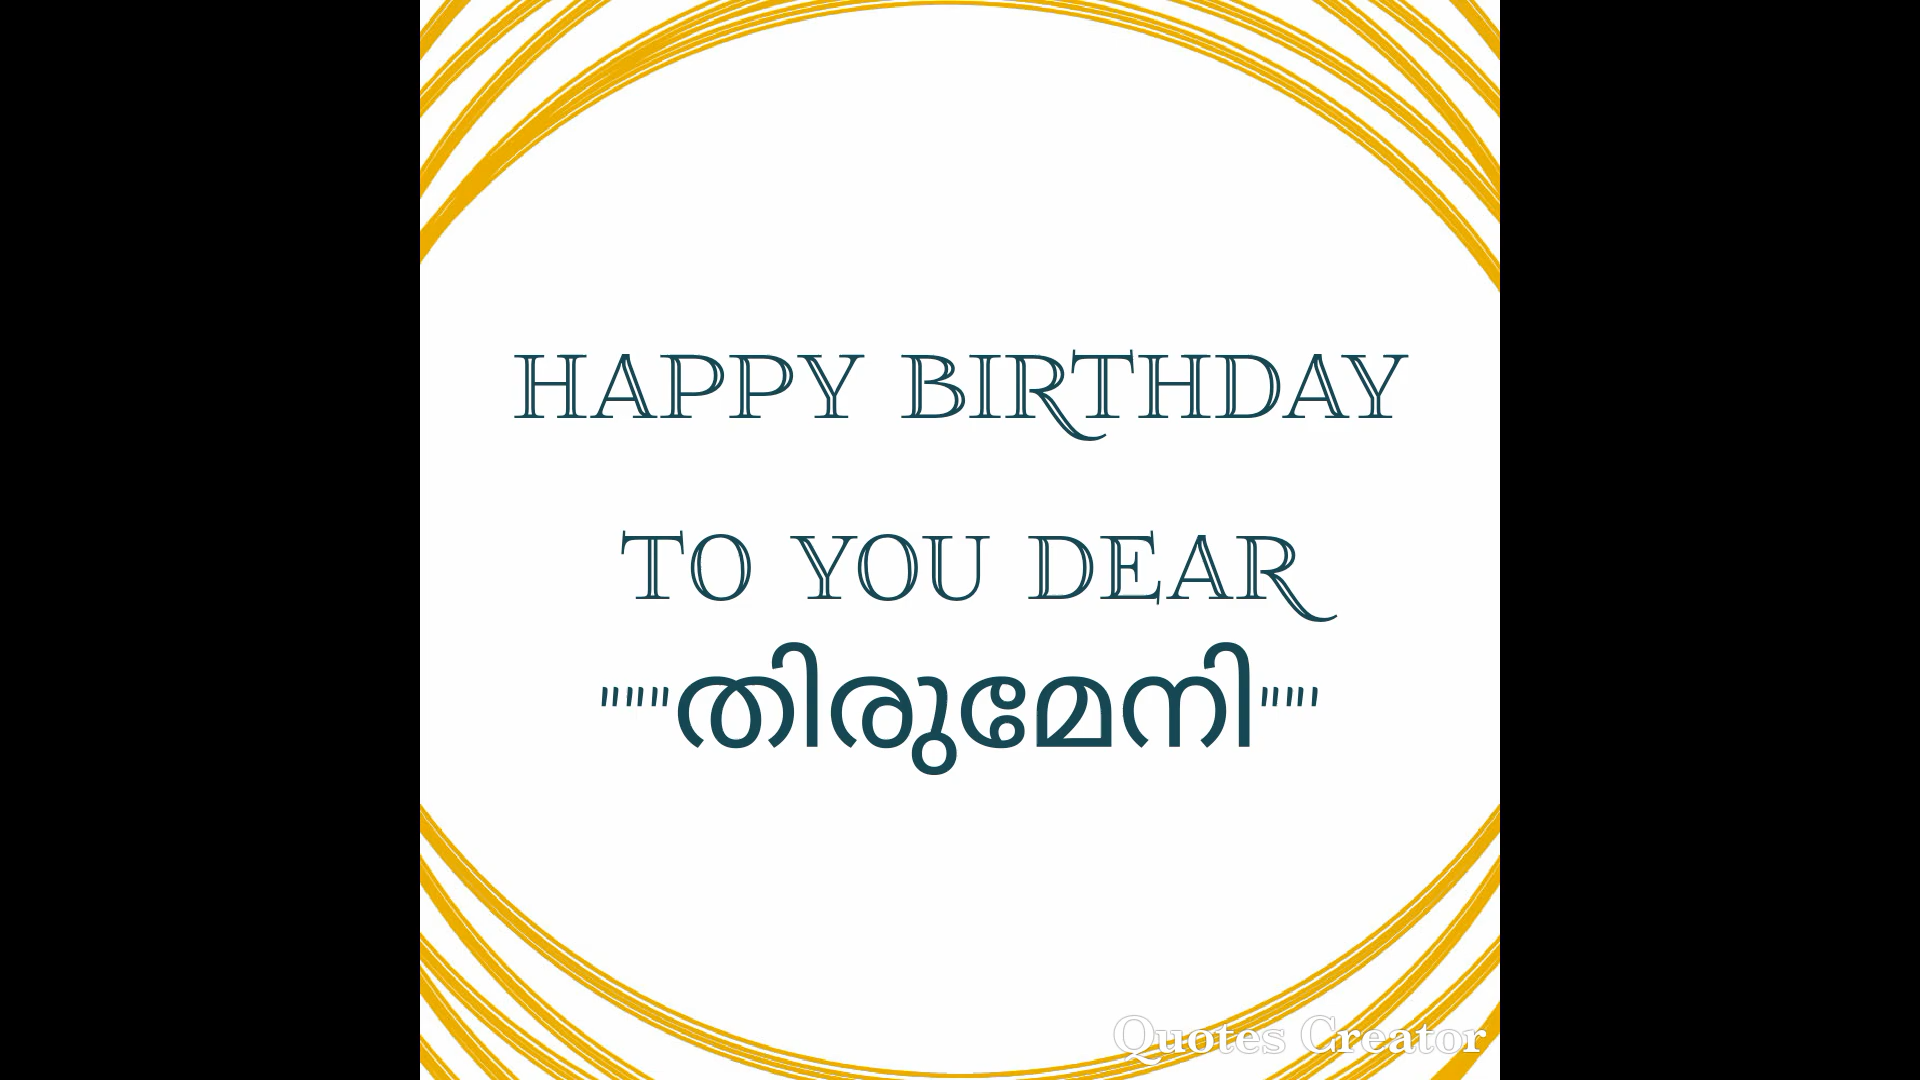 HAPPY BIRTHDAY
TO YOU DEAR
"""""തിരുമേനി"""""
Quotes Creator